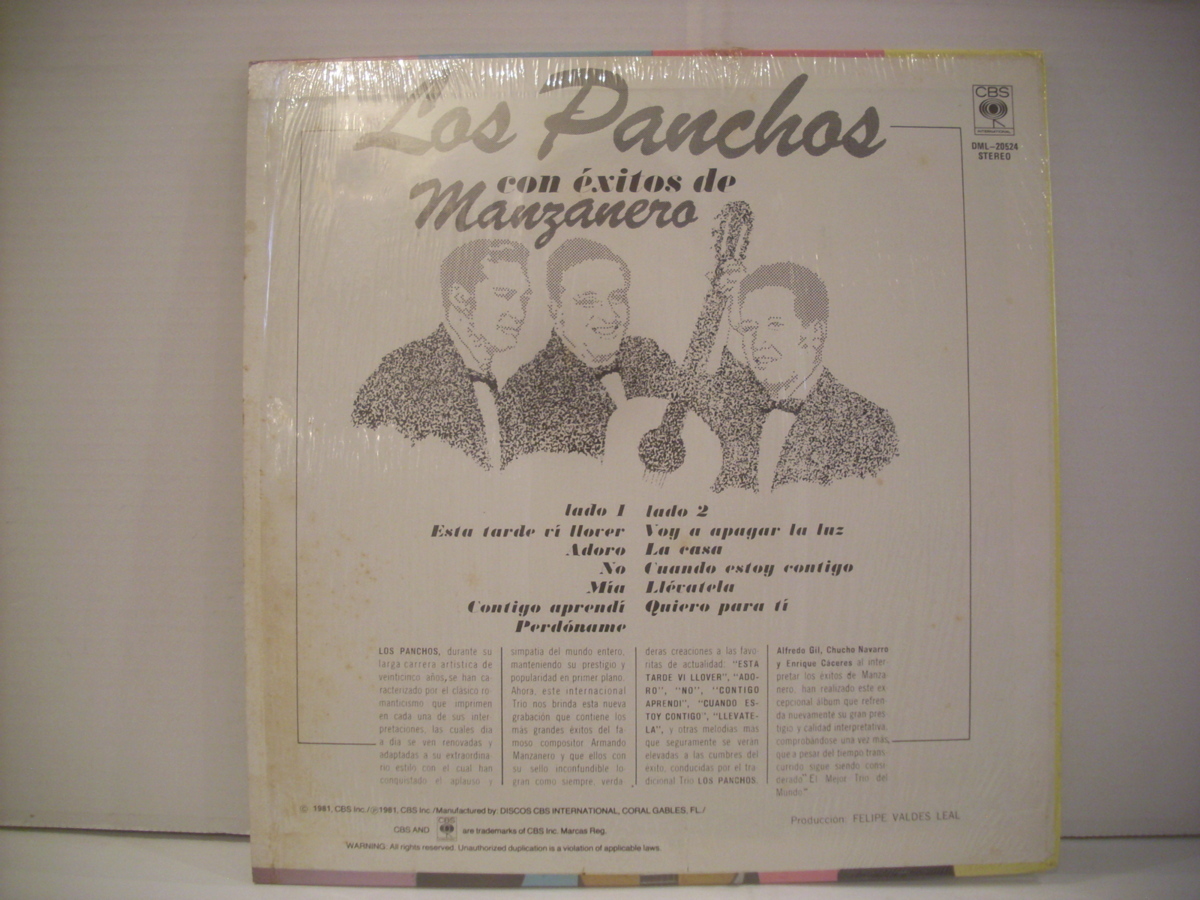 Los Panchos
con éxitos de
Manzanero
CBS
INTERNATIONAL
DML-20524
STEREO
lado 1
Esta tarde ví llover
Adoro
No
Mía
Contigo aprendí
Perdóname
lado 2
Voy a apagar la luz
La casa
Cuando estoy contigo
Llévatela
Quiero para tí
LOS PANCHOS, durante su
larga carrera artística de
veinticinco años, se han ca-
racterizado por el clásico ro-
manticismo que imprimen
en cada una de sus inter-
pretaciones, las cuales día
a día se ven renovadas y
adaptadas a su extraordina-
rio estilo con el cual han
conquistado el aplauso y
simpatía del mundo entero,
manteniendo su prestigio y
popularidad en primer plano.
Ahora, este internacional
Trío nos brinda esta nueva
grabación que contiene los
más grandes éxitos del fa-
moso compositor Armando
Manzanero y que ellos con
su sello inconfundible lo-
gran como siempre, verda-
deras creaciones a las favo-
ritas de actualidad: "ESTA
TARDE VI LLOVER", "ADO-
RO", "NO", "CONTIGO
APRENDI", "CUANDO ES-
TOY CONTIGO", "LLEVATE-
LA", y otras melodías más
que seguramente se verán
elevadas a las cumbres del
éxito, conducidas por el tra-
dicional Trío LOS PANCHOS.
Alfredo Gil, Chucho Navarro
y Enrique Cáceres al inter-
pretar los éxitos de Manza-
nero, han realizado este ex-
cepcional álbum que refren-
da nuevamente su gran pres-
tigio y calidad interpretativa,
comprobándose una vez más,
que a pesar del tiempo trans-
currido sigue siendo consi-
derado "El Mejor Trío del
Mundo"
© 1981, CBS Inc./℗1981, CBS Inc./Manufactured by: DISCOS CBS INTERNATIONAL, CORAL GABLES, FL./
CBS AND CBS are trademarks of CBS Inc. Marcas Reg.
WARNING: All rights reserved. Unauthorized duplication is a violation of applicable laws.
Producción: FELIPE VALDES LEAL